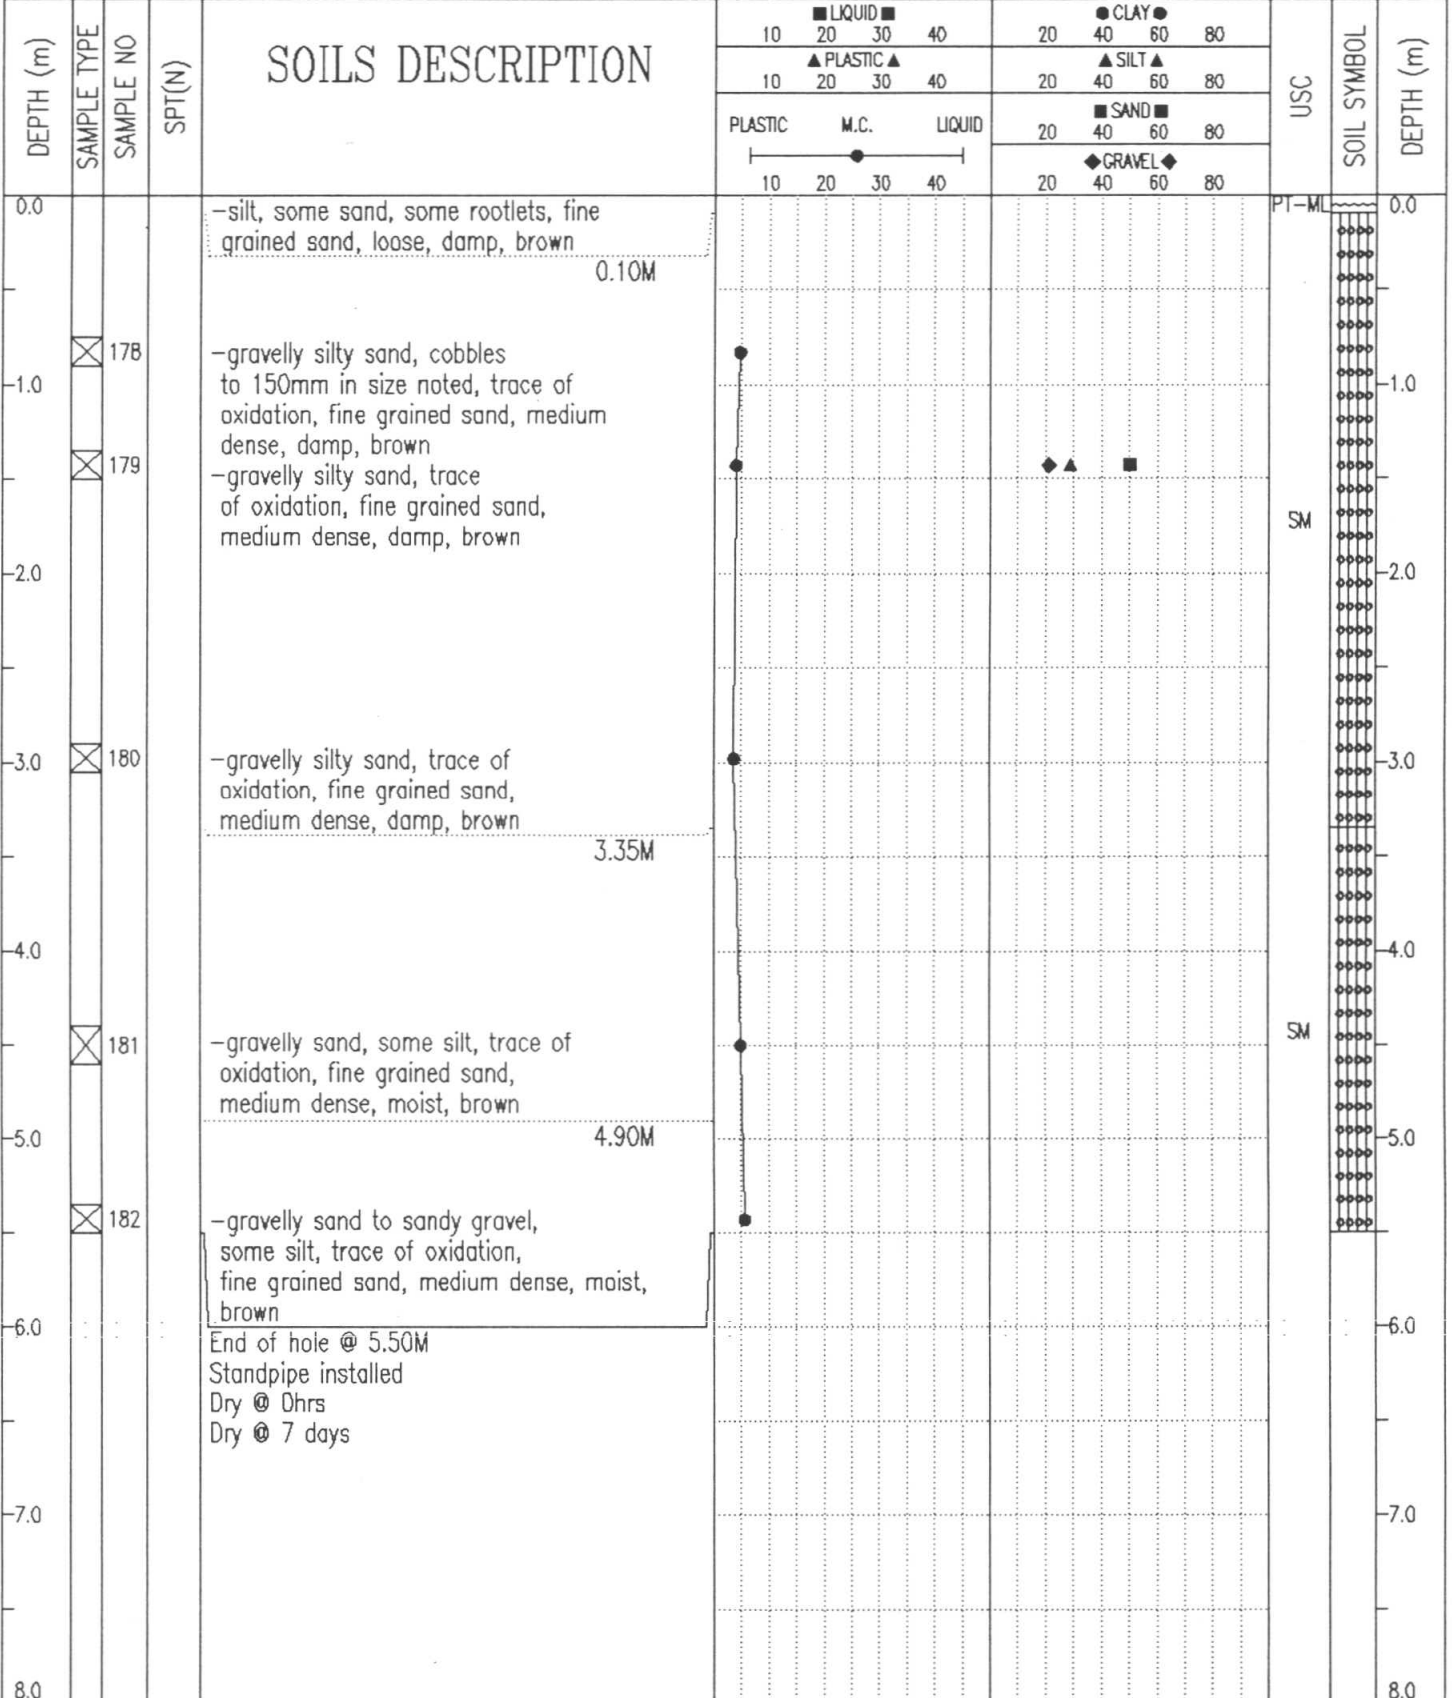 DEPTH (m)
SAMPLE TYPE
SAMPLE NO
SPT(N)
SOILS DESCRIPTION
■ LIQUID ■
10 20 30 40
▲ PLASTIC ▲
10 20 30 40
PLASTIC M.C. LIQUID
10 20 30 40
● CLAY ●
20 40 60 80
▲ SILT ▲
20 40 60 80
■ SAND ■
20 40 60 80
◆ GRAVEL ◆
20 40 60 80
USC
SOIL SYMBOL
DEPTH (m)
0.0
-silt, some sand, some rootlets, fine
grained sand, loose, damp, brown
0.10M
PT-ML
0.0
178
-gravelly silty sand, cobbles
to 150mm in size noted, trace of
oxidation, fine grained sand, medium
dense, damp, brown
1.0
1.0
179
-gravelly silty sand, trace
of oxidation, fine grained sand,
medium dense, damp, brown
SM
2.0
2.0
3.0
180
-gravelly silty sand, trace of
oxidation, fine grained sand,
medium dense, damp, brown
3.35M
3.0
4.0
4.0
181
-gravelly sand, some silt, trace of
oxidation, fine grained sand,
medium dense, moist, brown
4.90M
SM
5.0
5.0
182
-gravelly sand to sandy gravel,
some silt, trace of oxidation,
fine grained sand, medium dense, moist,
brown
6.0
6.0
End of hole @ 5.50M
Standpipe installed
Dry @ 0hrs
Dry @ 7 days
7.0
7.0
8.0
8.0